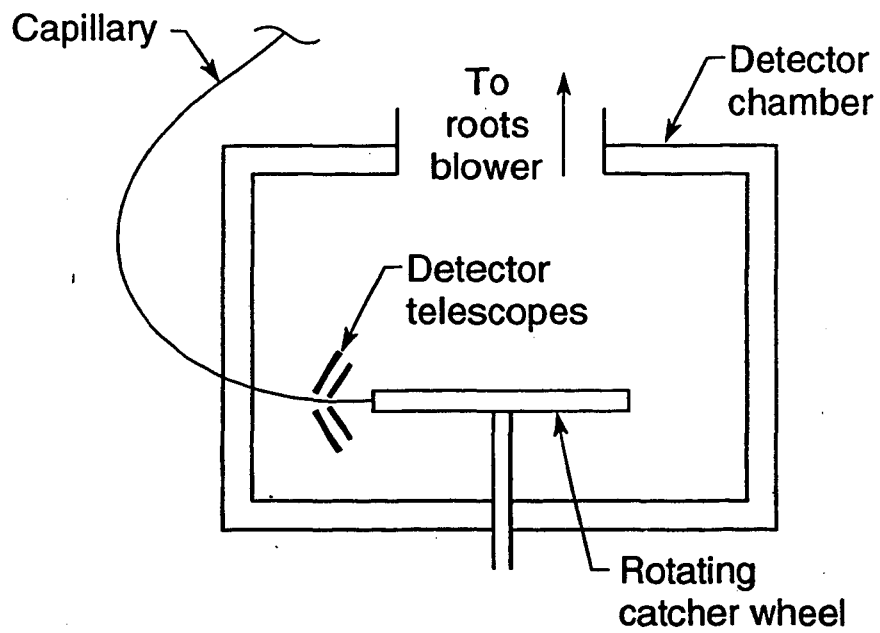 Capillary
To
roots
blower
Detector
chamber
Detector
telescopes
Rotating
catcher wheel